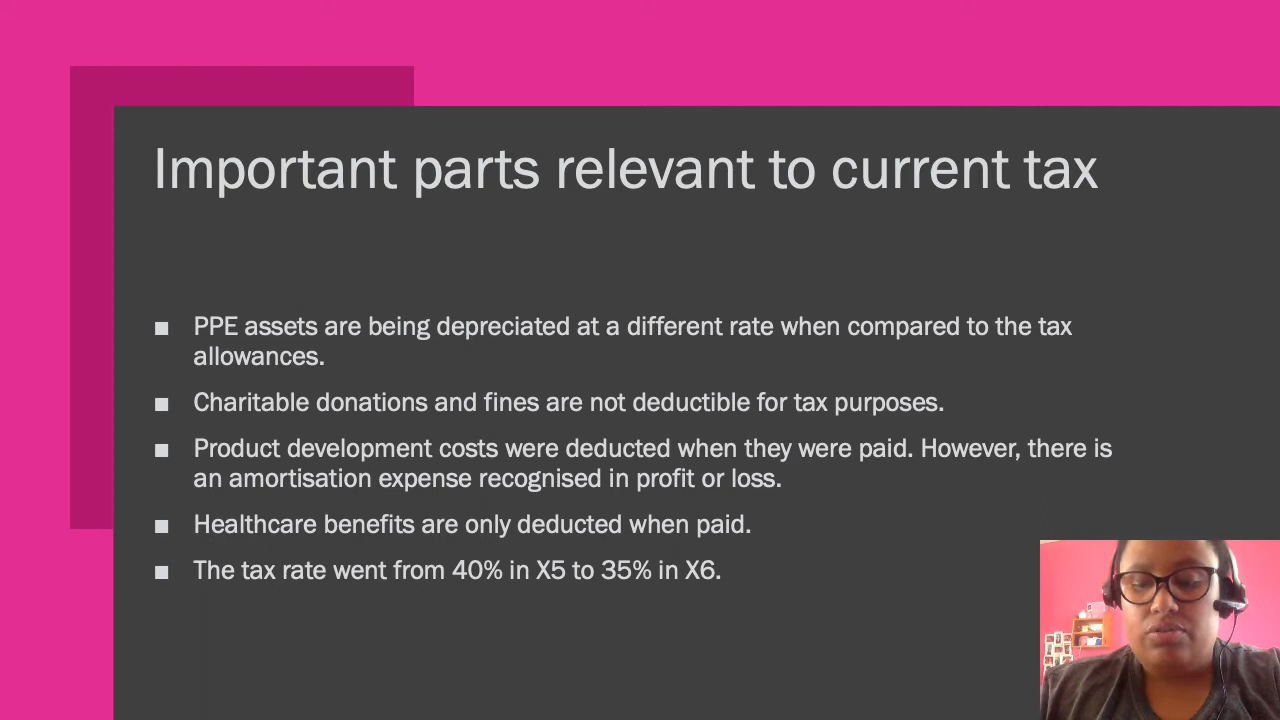 Important parts relevant to current tax
■ PPE assets are being depreciated at a different rate when compared to the tax
allowances.
■ Charitable donations and fines are not deductible for tax purposes.
■ Product development costs were deducted when they were paid. However, there is
an amortisation expense recognised in profit or loss.
■ Healthcare benefits are only deducted when paid.
■ The tax rate went from 40% in X5 to 35% in X6.